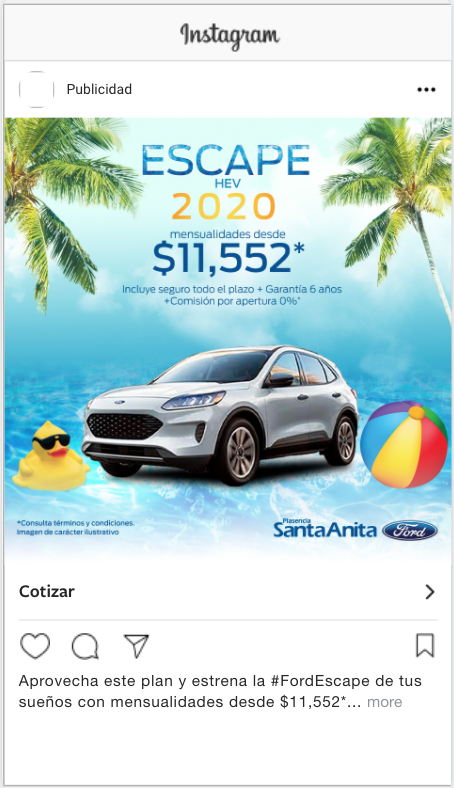 Instagram
Publicidad
ESCAPE
HEV
2020
mensualidades desde
$11,552*
Incluye seguro todo el plazo + Garantía 6 años
+Comisión por apertura 0%*
*Consulta términos y condiciones.
Imagen de carácter ilustrativo
Plasencia
SantaAnita
Ford
Cotizar
Aprovecha este plan y estrena la #FordEscape de tus
sueños con mensualidades desde $11,552*... more